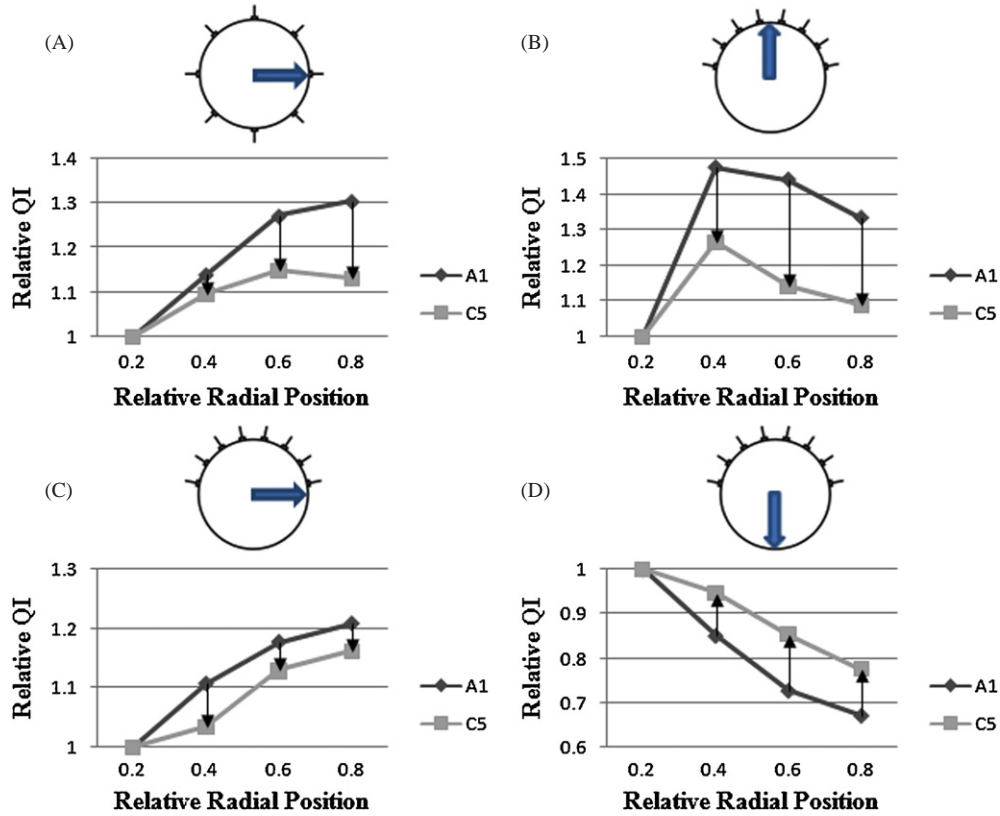 (A)
1.4
1.3
1.2
1.1
1
Relative QI
0.2 0.4 0.6 0.8
Relative Radial Position
A1
C5
(B)
1.5
1.4
1.3
1.2
1.1
1
Relative QI
0.2 0.4 0.6 0.8
Relative Radial Position
A1
C5
(C)
1.3
1.2
1.1
1
Relative QI
0.2 0.4 0.6 0.8
Relative Radial Position
A1
C5
(D)
1
0.9
0.8
0.7
0.6
Relative QI
0.2 0.4 0.6 0.8
Relative Radial Position
A1
C5